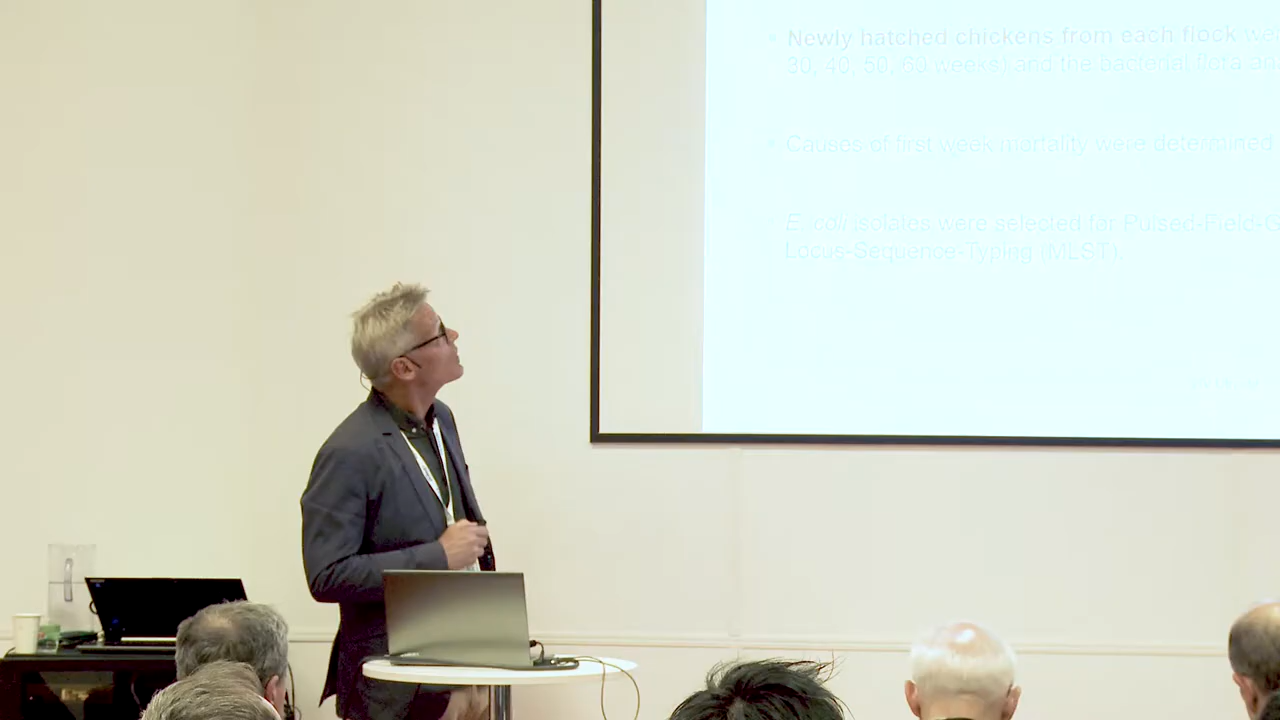 Newly hatched chickens from each flock
30, 40, 50, 60 weeks) and the bacterial flora
Causes of first week mortality were determined
E. coli isolates were selected for Pulsed-Field-G
Locus-Sequence-Typing (MLST).